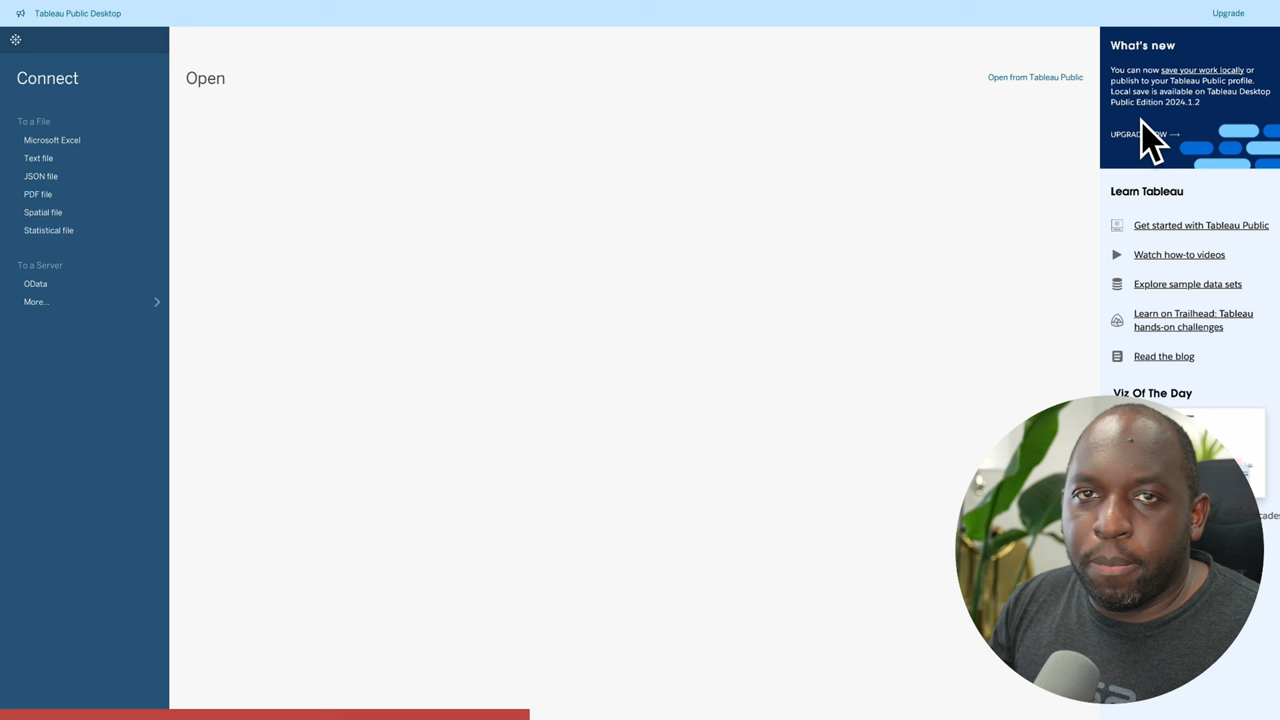 Tableau Public Desktop
Upgrade
Connect
To a File
Microsoft Excel
Text file
JSON file
PDF file
Spatial file
Statistical file
To a Server
OData
More...
Open
Open from Tableau Public
What's new
You can now save your work locally or
publish to your Tableau Public profile.
Local save is available on Tableau Desktop
Public Edition 2024.1.2
Learn Tableau
Get started with Tableau Public
Watch how-to videos
Explore sample data sets
Learn on Trailhead: Tableau
hands-on challenges
Read the blog
Viz Of The Day